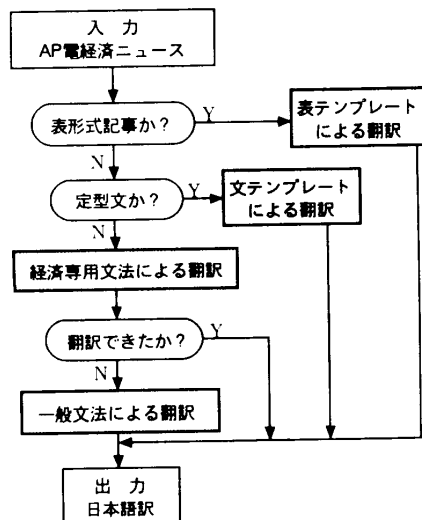 入 力
AP電経済ニュース
表形式記事か?
Y
表テンプレート
による翻訳
N
定型文か?
Y
文テンプレート
による翻訳
N
経済専用文法による翻訳
翻訳できたか?
Y
N
一般文法による翻訳
出 力
日本語訳